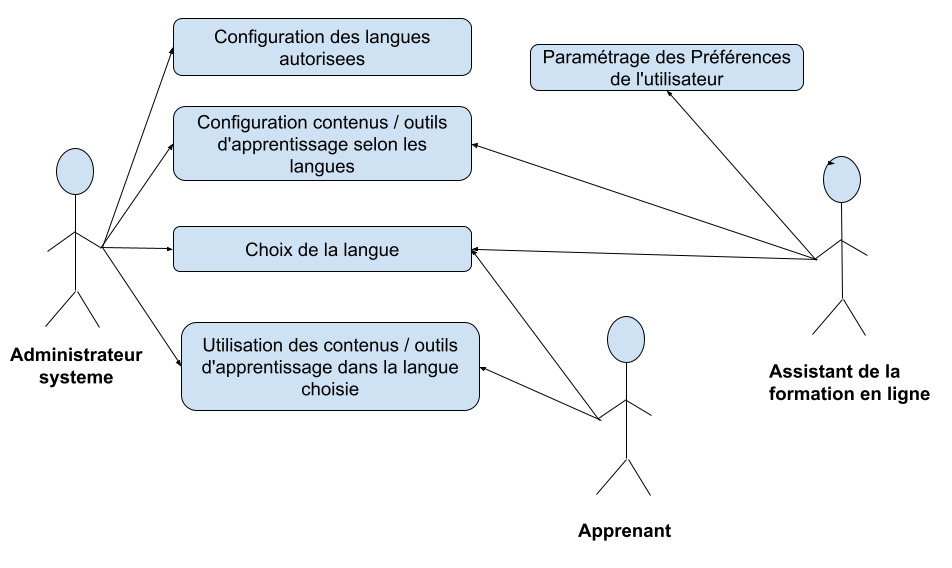 Configuration des langues
autorisees
Paramétrage des Préférences
de l'utilisateur
Configuration contenus / outils
d'apprentissage selon les
langues
Choix de la langue
Utilisation des contenus / outils
d'apprentissage dans la langue
choisie
Administrateur
systeme
Assistant de la
formation en ligne
Apprenant